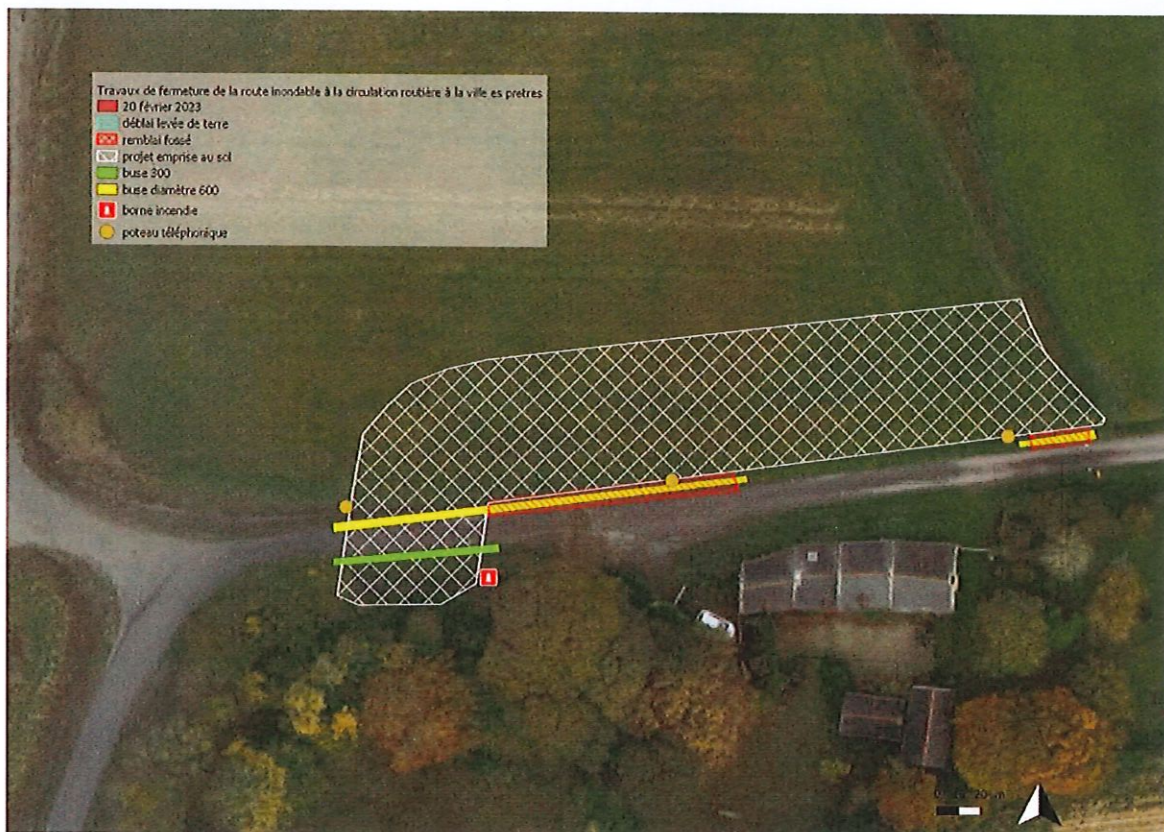 Travaux de fermeture de la route inondable à la circulation routière à la ville es pretres
20 février 2023
déblai levée de terre
remblai fossé
projet emprise au sol
buse 300
buse diamètre 600
borne incendie
poteau téléphonique